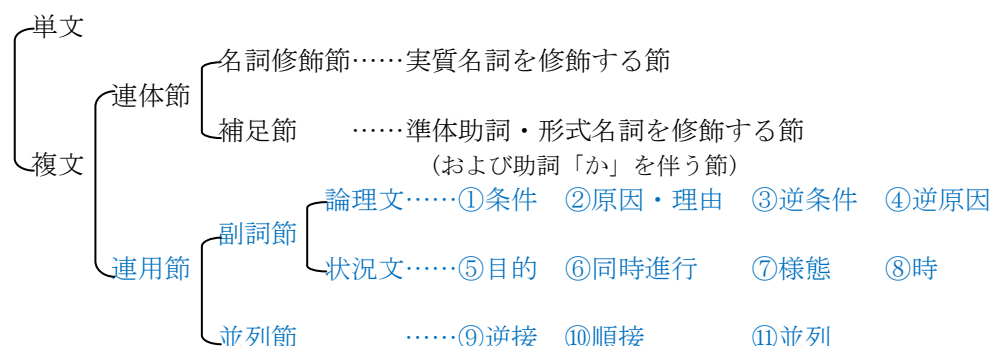 単文
名詞修飾節……実質名詞を修飾する節
連体節
補足節 ……準体助詞・形式名詞を修飾する節
複文 (および助詞「か」を伴う節)
論理文……①条件 ②原因・理由 ③逆条件 ④逆原因
副詞節
連用節 状況文……⑤目的 ⑥同時進行 ⑦様態 ⑧時
並列節 ……⑨逆接 ⑩順接 ⑪並列